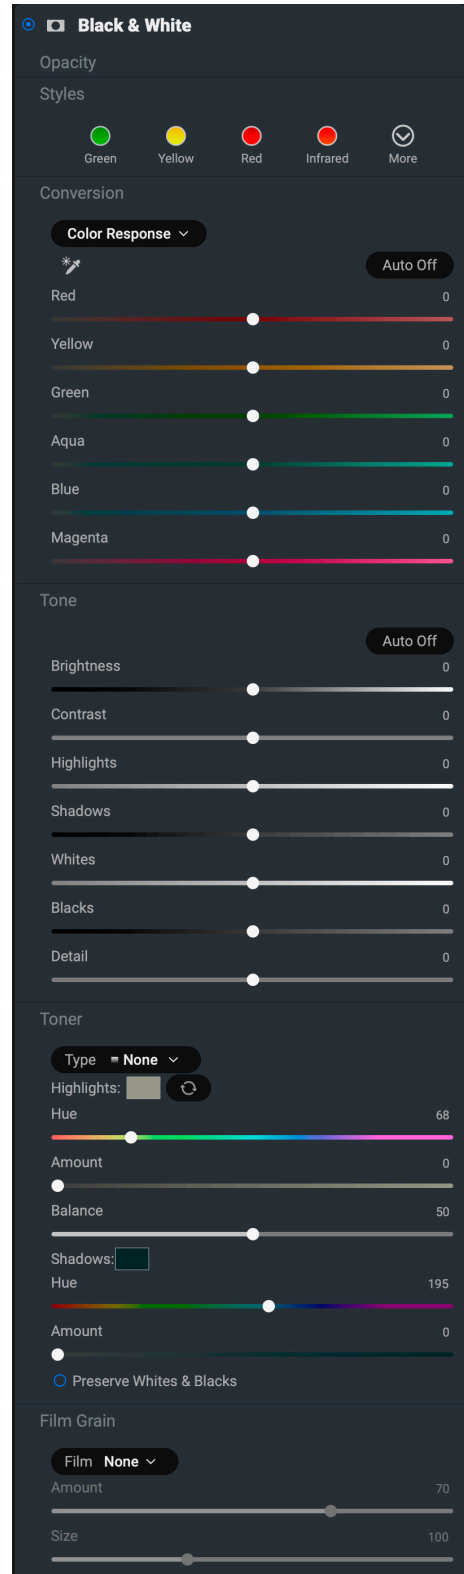 Black & White
Opacity
Styles
Green Yellow Red Infrared More
Conversion
Color Response
Auto Off
Red 0
Yellow 0
Green 0
Aqua 0
Blue 0
Magenta 0
Tone
Auto Off
Brightness 0
Contrast 0
Highlights 0
Shadows 0
Whites 0
Blacks 0
Detail 0
Toner
Type None
Highlights:
Hue 68
Amount 0
Balance 50
Shadows:
Hue 195
Amount 0
Preserve Whites & Blacks
Film Grain
Film None
Amount 70
Size 100